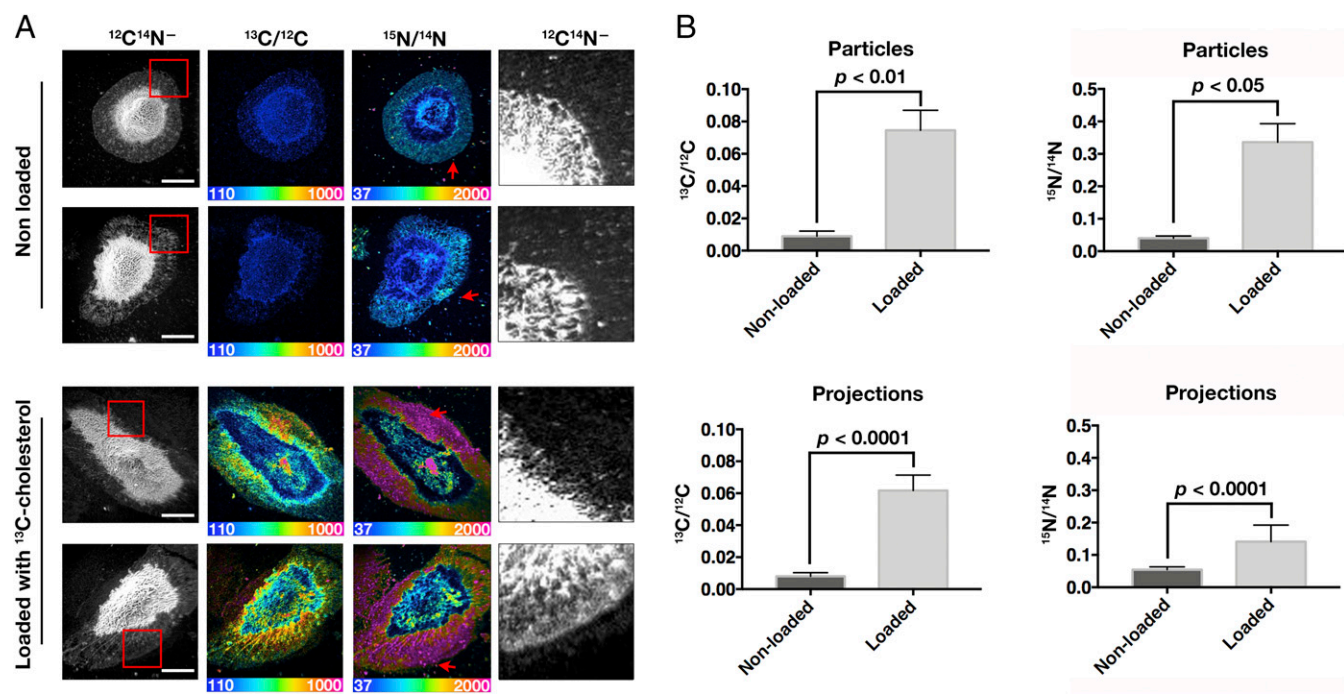 A
¹²C¹⁴N⁻ ¹³C/¹²C ¹⁵N/¹⁴N ¹²C¹⁴N⁻
Non loaded
110 1000 37 2000
110 1000 37 2000
Loaded with ¹³C-cholesterol
110 1000 37 2000
110 1000 37 2000
B
Particles
p < 0.01
¹³C/¹²C
0.10
0.08
0.06
0.04
0.02
0.00
Non-loaded
Loaded
Particles
p < 0.05
¹⁵N/¹⁴N
0.5
0.4
0.3
0.2
0.1
0.0
Non-loaded
Loaded
Projections
p < 0.0001
¹³C/¹²C
0.10
0.08
0.06
0.04
0.02
0.00
Non-loaded
Loaded
Projections
p < 0.0001
¹⁵N/¹⁴N
0.5
0.4
0.3
0.2
0.1
0.0
Non-loaded
Loaded